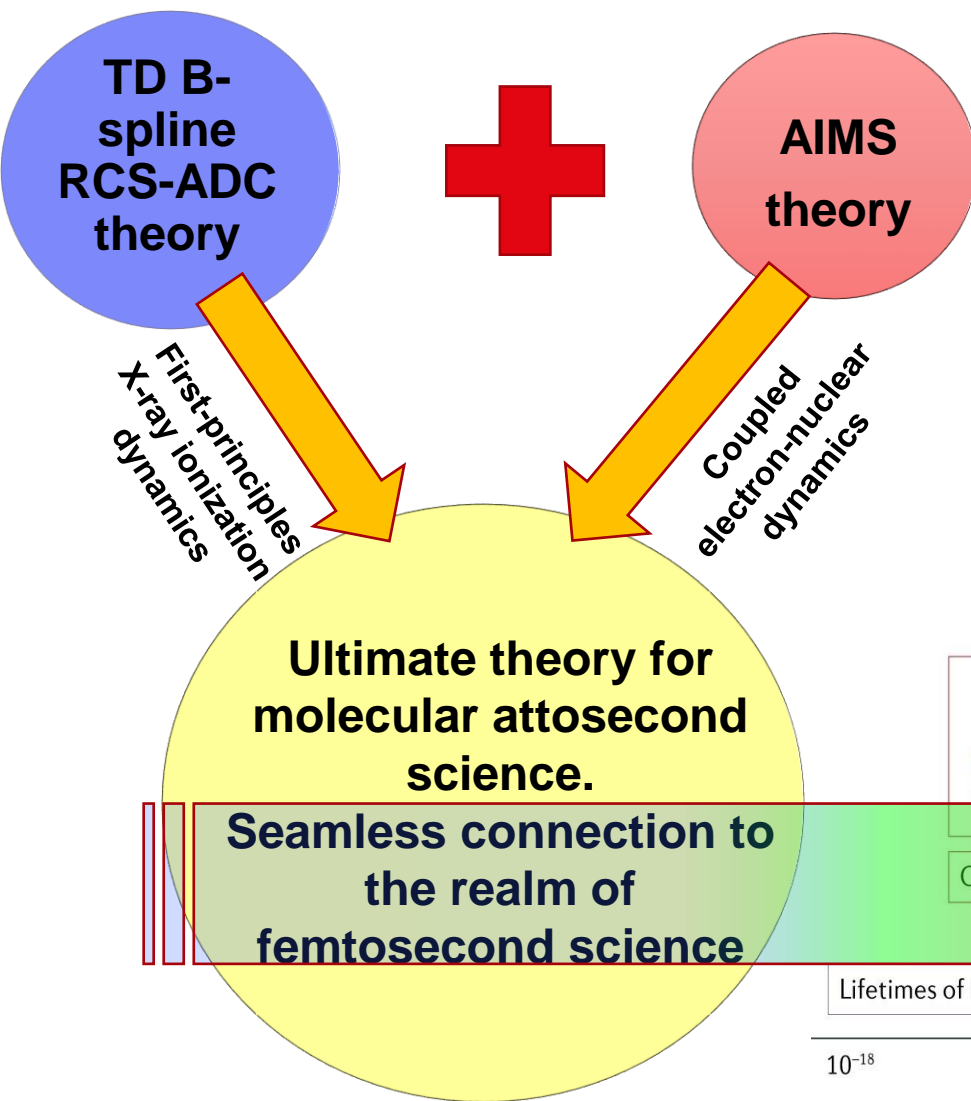 TD B-
spline
RCS-ADC
theory
AIMS
theory
First-principles
X-ray ionization
dynamics
Coupled
electron-nuclear
dynamics
Ultimate theory for
molecular attosecond
science.
Seamless connection to
the realm of
femtosecond science
Lifetimes of
10⁻¹⁸